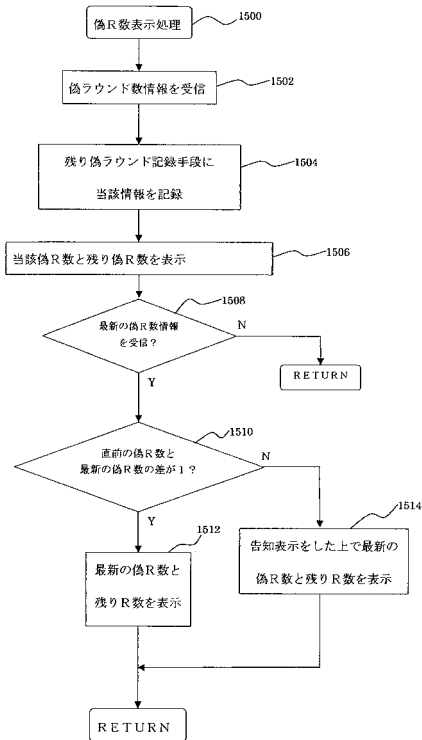 偽R数表示処理
1500
偽ラウンド数情報を受信
1502
残り偽ラウンド記録手段に
当該情報を記録
1504
当該偽R数と残り偽R数を表示
1506
最新の偽R数情報
を受信？
1508
N
RETURN
Y
直前の偽R数と
最新の偽R数の差が1？
1510
N
Y
最新の偽R数と
残りR数を表示
1512
告知表示をした上で最新の
偽R数と残りR数を表示
1514
RETURN